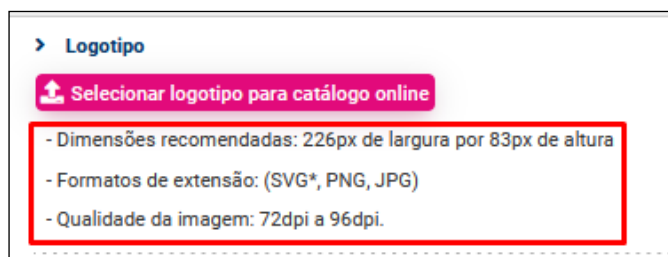 Logotipo
Selecionar logotipo para catálogo online
- Dimensões recomendadas: 226px de largura por 83px de altura
- Formatos de extensão: (SVG*, PNG, JPG)
- Qualidade da imagem: 72dpi a 96dpi.